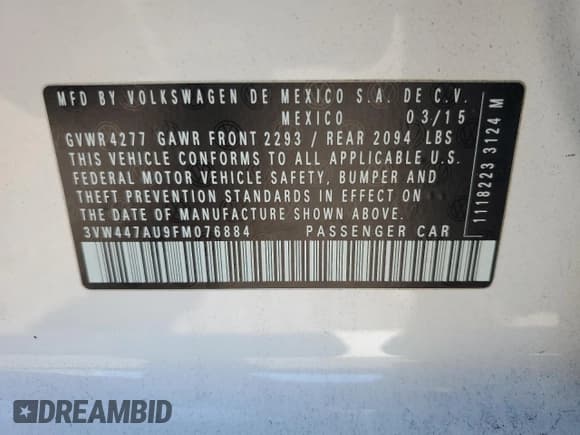 MFD BY VOLKSWAGEN DE MEXICO S.A. DE C.V.
MEXICO 03/15
GVWR 4277 GAWR FRONT 2293 / REAR 2094 LBS
THIS VEHICLE CONFORMS TO ALL APPLICABLE U.S.
FEDERAL MOTOR VEHICLE SAFETY, BUMPER AND
THEFT PREVENTION STANDARDS IN EFFECT ON
THE DATE OF MANUFACTURE SHOWN ABOVE.
3VW447AU9FM076884 PASSENGER CAR
1118223 3124 M
DREAMBID